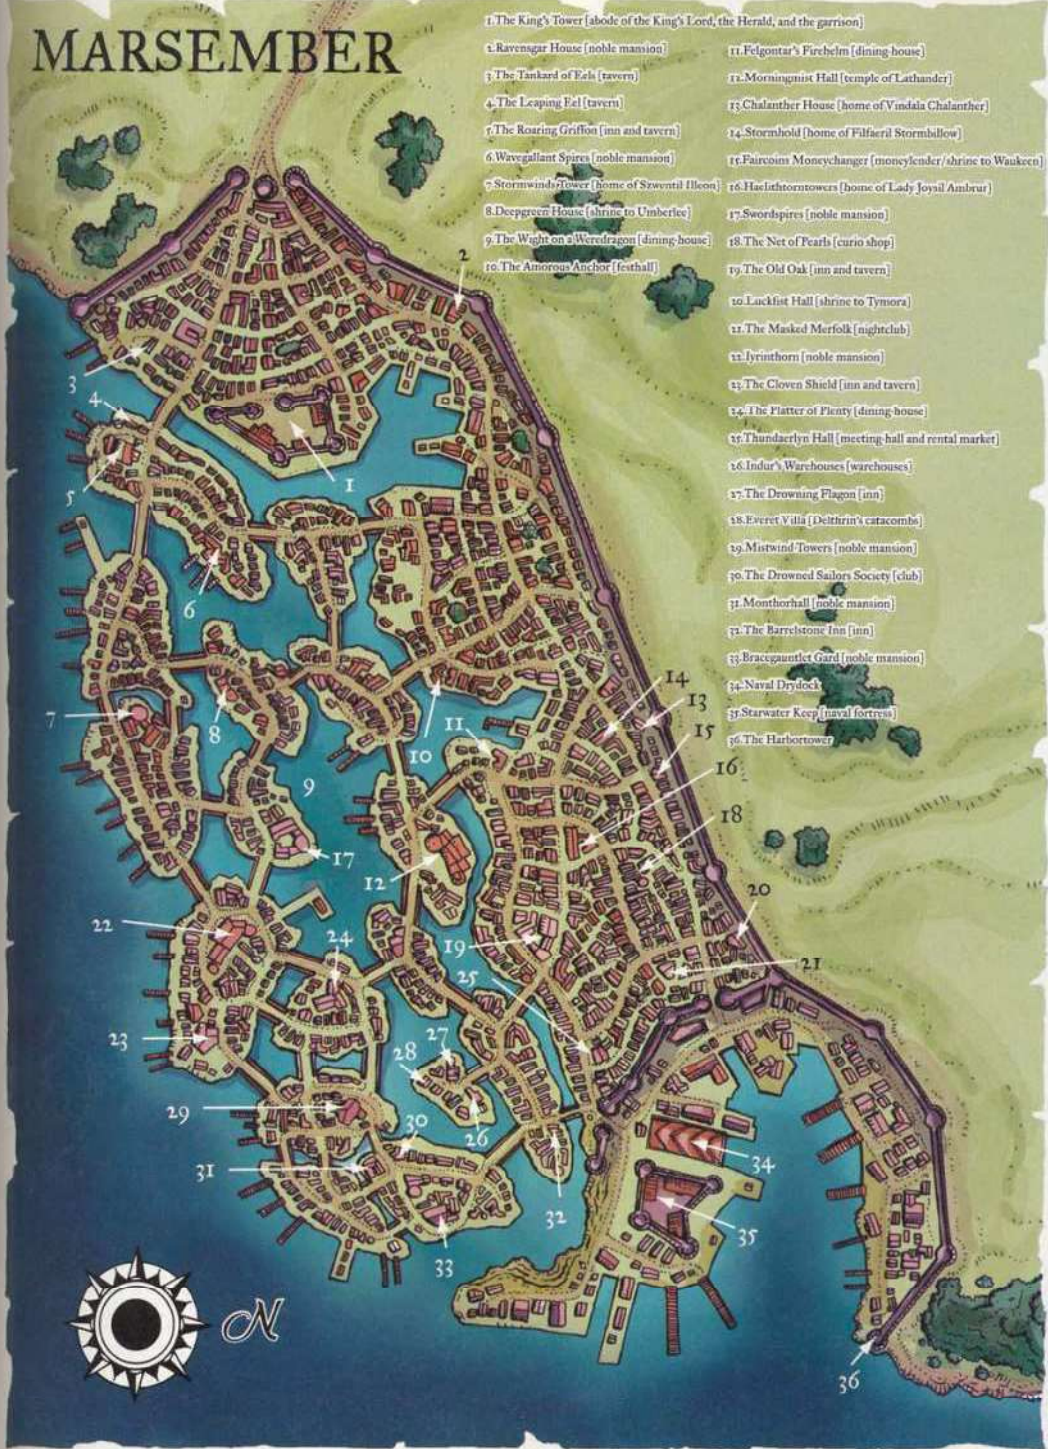 MARSEMBER
1.The King's Tower [abode of the King's Lord, the Herald, and the garrison]
2.Ravensgar House [noble mansion]
3.The Tankard of Eels [tavern]
4.The Leaping Eel [tavern]
5.The Roaring Griffon [inn and tavern]
6.Wavegallant Spires [noble mansion]
7.Stormwinds Tower [home of Szwentil Illeon]
8.Deepgreen House [shrine to Umberlee]
9.The Wight on a Weredragon [dining-house]
10.The Amorous Anchor [festhall]
11.Felgontar's Firehelm [dining-house]
12.Morningmist Hall [temple of Lathander]
13.Chalanther House [home of Vindala Chalanther]
14.Stormhold [home of Filfaeril Stormbillow]
15.Faircoins Moneychanger [moneylender/shrine to Waukeen]
16.Haelithtorntowers [home of Lady Joysil Ambrur]
17.Swordspires [noble mansion]
18.The Net of Pearls [curio shop]
19.The Old Oak [inn and tavern]
20.Luckfist Hall [shrine to Tymora]
21.The Masked Merfolk [nightclub]
22.Iyrinthorn [noble mansion]
23.The Cloven Shield [inn and tavern]
24.The Platter of Plenty [dining-house]
25.Thundaerlyn Hall [meeting-hall and rental market]
26.Indur's Warehouses [warehouses]
27.The Drowning Flagon [inn]
28.Everet Villa [Delthrin's catacombs]
29.Mistwind Towers [noble mansion]
30.The Drowned Sailors Society [club]
31.Monthorhall [noble mansion]
32.The Barrelstone Inn [inn]
33.Bracegauntlet Gard [noble mansion]
34.Naval Drydock
35.Starwater Keep [naval fortress]
36.The Harbortower
2
3
4
5
1
6
7
8
9
10
11
14
13
15
16
18
17
12
20
19
21
22
24
25
23
27
28
29
30
26
31
34
32
35
33
N
36